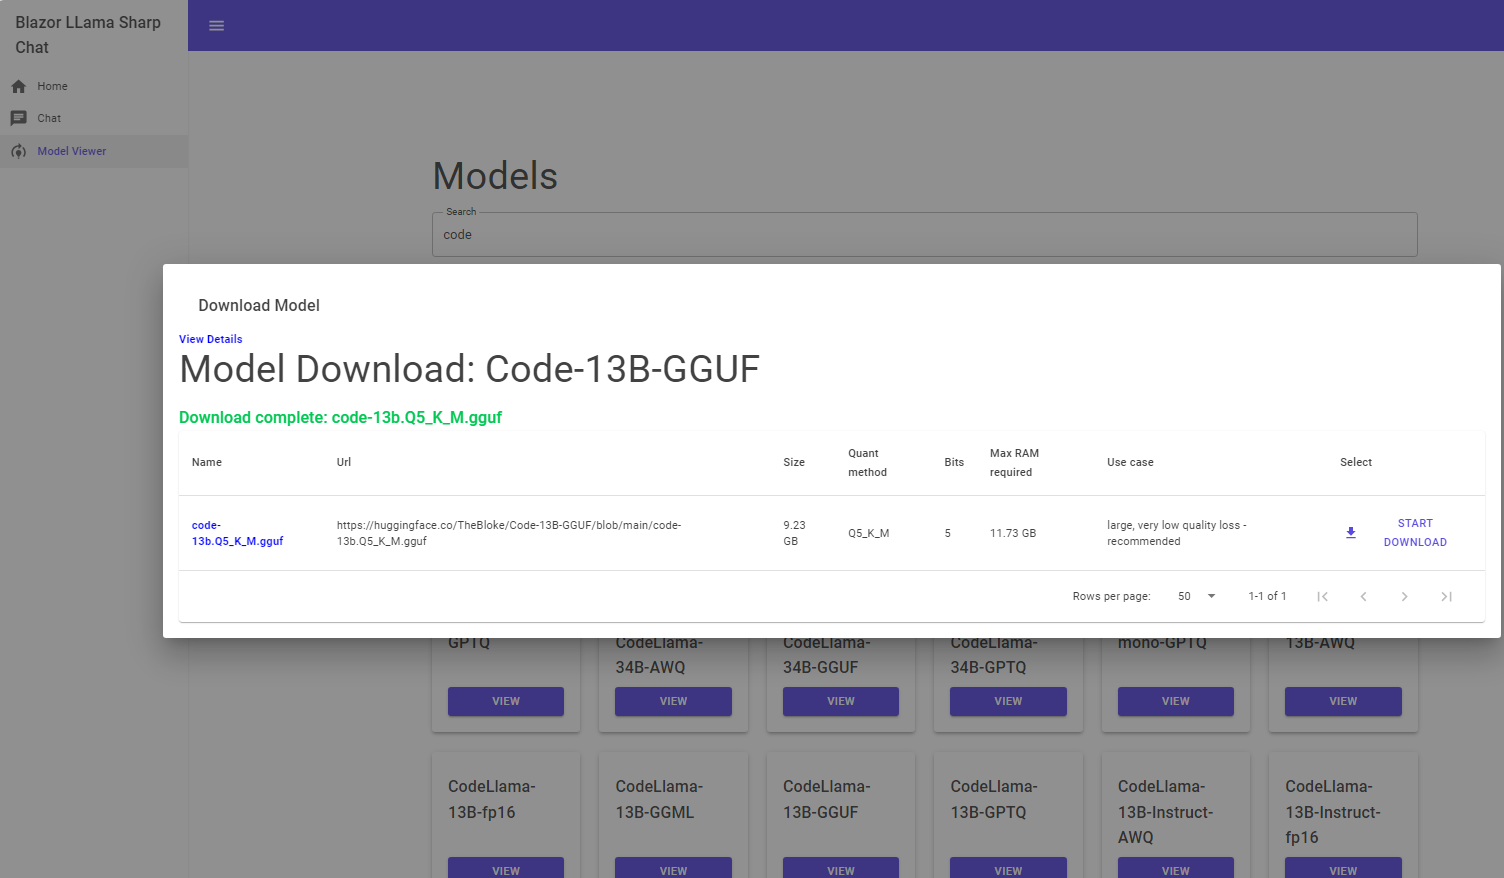 Blazor LLama Sharp
Chat
Home
Chat
Model Viewer
Models
Search
code
Download Model
View Details
Model Download: Code-13B-GGUF
Download complete: code-13b.Q5_K_M.gguf
Name Url Size Quant method Bits Max RAM required Use case Select
code-13b.Q5_K_M.gguf https://huggingface.co/TheBloke/Code-13B-GGUF/blob/main/code-13b.Q5_K_M.gguf 9.23 GB Q5_K_M 5 11.73 GB large, very low quality loss - recommended START DOWNLOAD
Rows per page: 50 1-1 of 1
GPTQ CodeLlama-34B-AWQ CodeLlama-34B-GGUF CodeLlama-34B-GPTQ mono-GPTQ 13B-AWQ
VIEW VIEW VIEW VIEW VIEW VIEW
CodeLlama-13B-fp16 CodeLlama-13B-GGML CodeLlama-13B-GGUF CodeLlama-13B-GPTQ CodeLlama-13B-Instruct-AWQ CodeLlama-13B-Instruct-fp16
VIEW VIEW VIEW VIEW VIEW VIEW